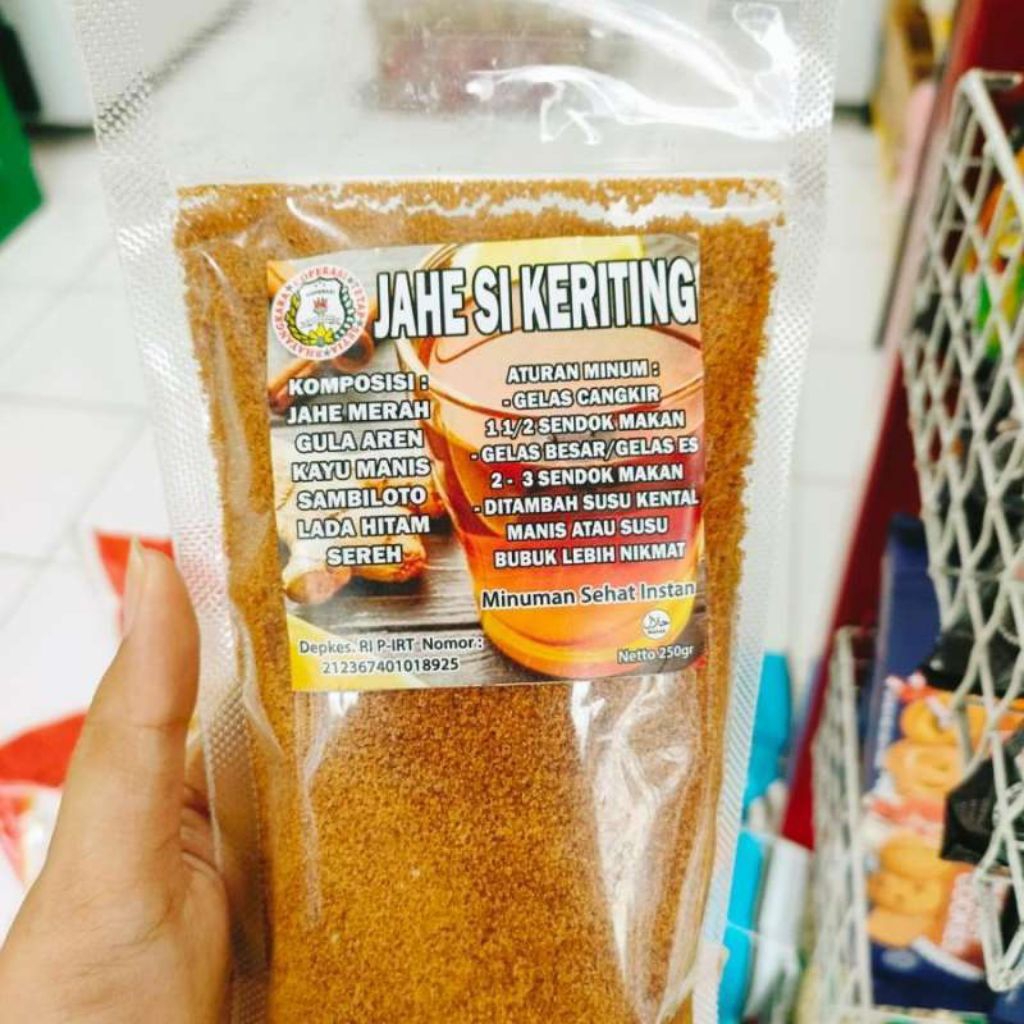 JAHE SI KERITING
KOMPOSISI :
JAHE MERAH
GULA AREN
KAYU MANIS
SAMBILOTO
LADA HITAM
SEREH
ATURAN MINUM :
- GELAS CANGKIR
1 1/2 SENDOK MAKAN
- GELAS BESAR/GELAS ES
2 - 3 SENDOK MAKAN
- DITAMBAH SUSU KENTAL
MANIS ATAU SUSU
BUBUK LEBIH NIKMAT
Minuman Sehat Instan
Depkes. RI P-IRT Nomor :
212367401018925
Netto 250gr